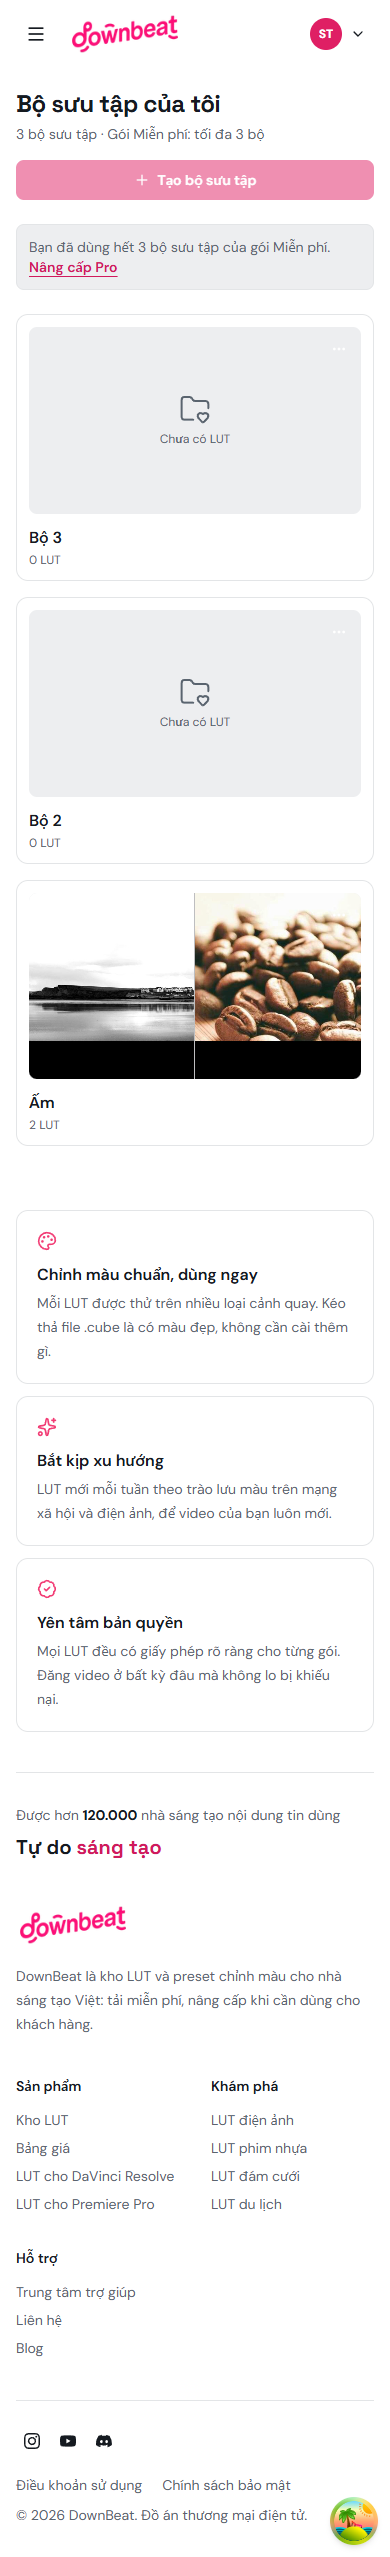 downbeat
ST
Bộ sưu tập của tôi
3 bộ sưu tập · Gói Miễn phí: tối đa 3 bộ
+ Tạo bộ sưu tập
Bạn đã dùng hết 3 bộ sưu tập của gói Miễn phí.
Nâng cấp Pro
Chưa có LUT
Bộ 3
0 LUT
Chưa có LUT
Bộ 2
0 LUT
Ấm
2 LUT
Chỉnh màu chuẩn, dùng ngay
Mỗi LUT được thử trên nhiều loại cảnh quay. Kéo
thả file .cube là có màu đẹp, không cần cài thêm
gì.
Bắt kịp xu hướng
LUT mới mỗi tuần theo trào lưu màu trên mạng
xã hội và điện ảnh, để video của bạn luôn mới.
Yên tâm bản quyền
Mọi LUT đều có giấy phép rõ ràng cho từng gói.
Đăng video ở bất kỳ đâu mà không lo bị khiếu
nại.
Được hơn 120.000 nhà sáng tạo nội dung tin dùng
Tự do sáng tạo
downbeat
DownBeat là kho LUT và preset chỉnh màu cho nhà
sáng tạo Việt: tải miễn phí, nâng cấp khi cần dùng cho
khách hàng.
Sản phẩm
Kho LUT
Bảng giá
LUT cho DaVinci Resolve
LUT cho Premiere Pro
Khám phá
LUT điện ảnh
LUT phim nhựa
LUT đám cưới
LUT du lịch
Hỗ trợ
Trung tâm trợ giúp
Liên hệ
Blog
Điều khoản sử dụng Chính sách bảo mật
© 2026 DownBeat. Đồ án thương mại điện tử.